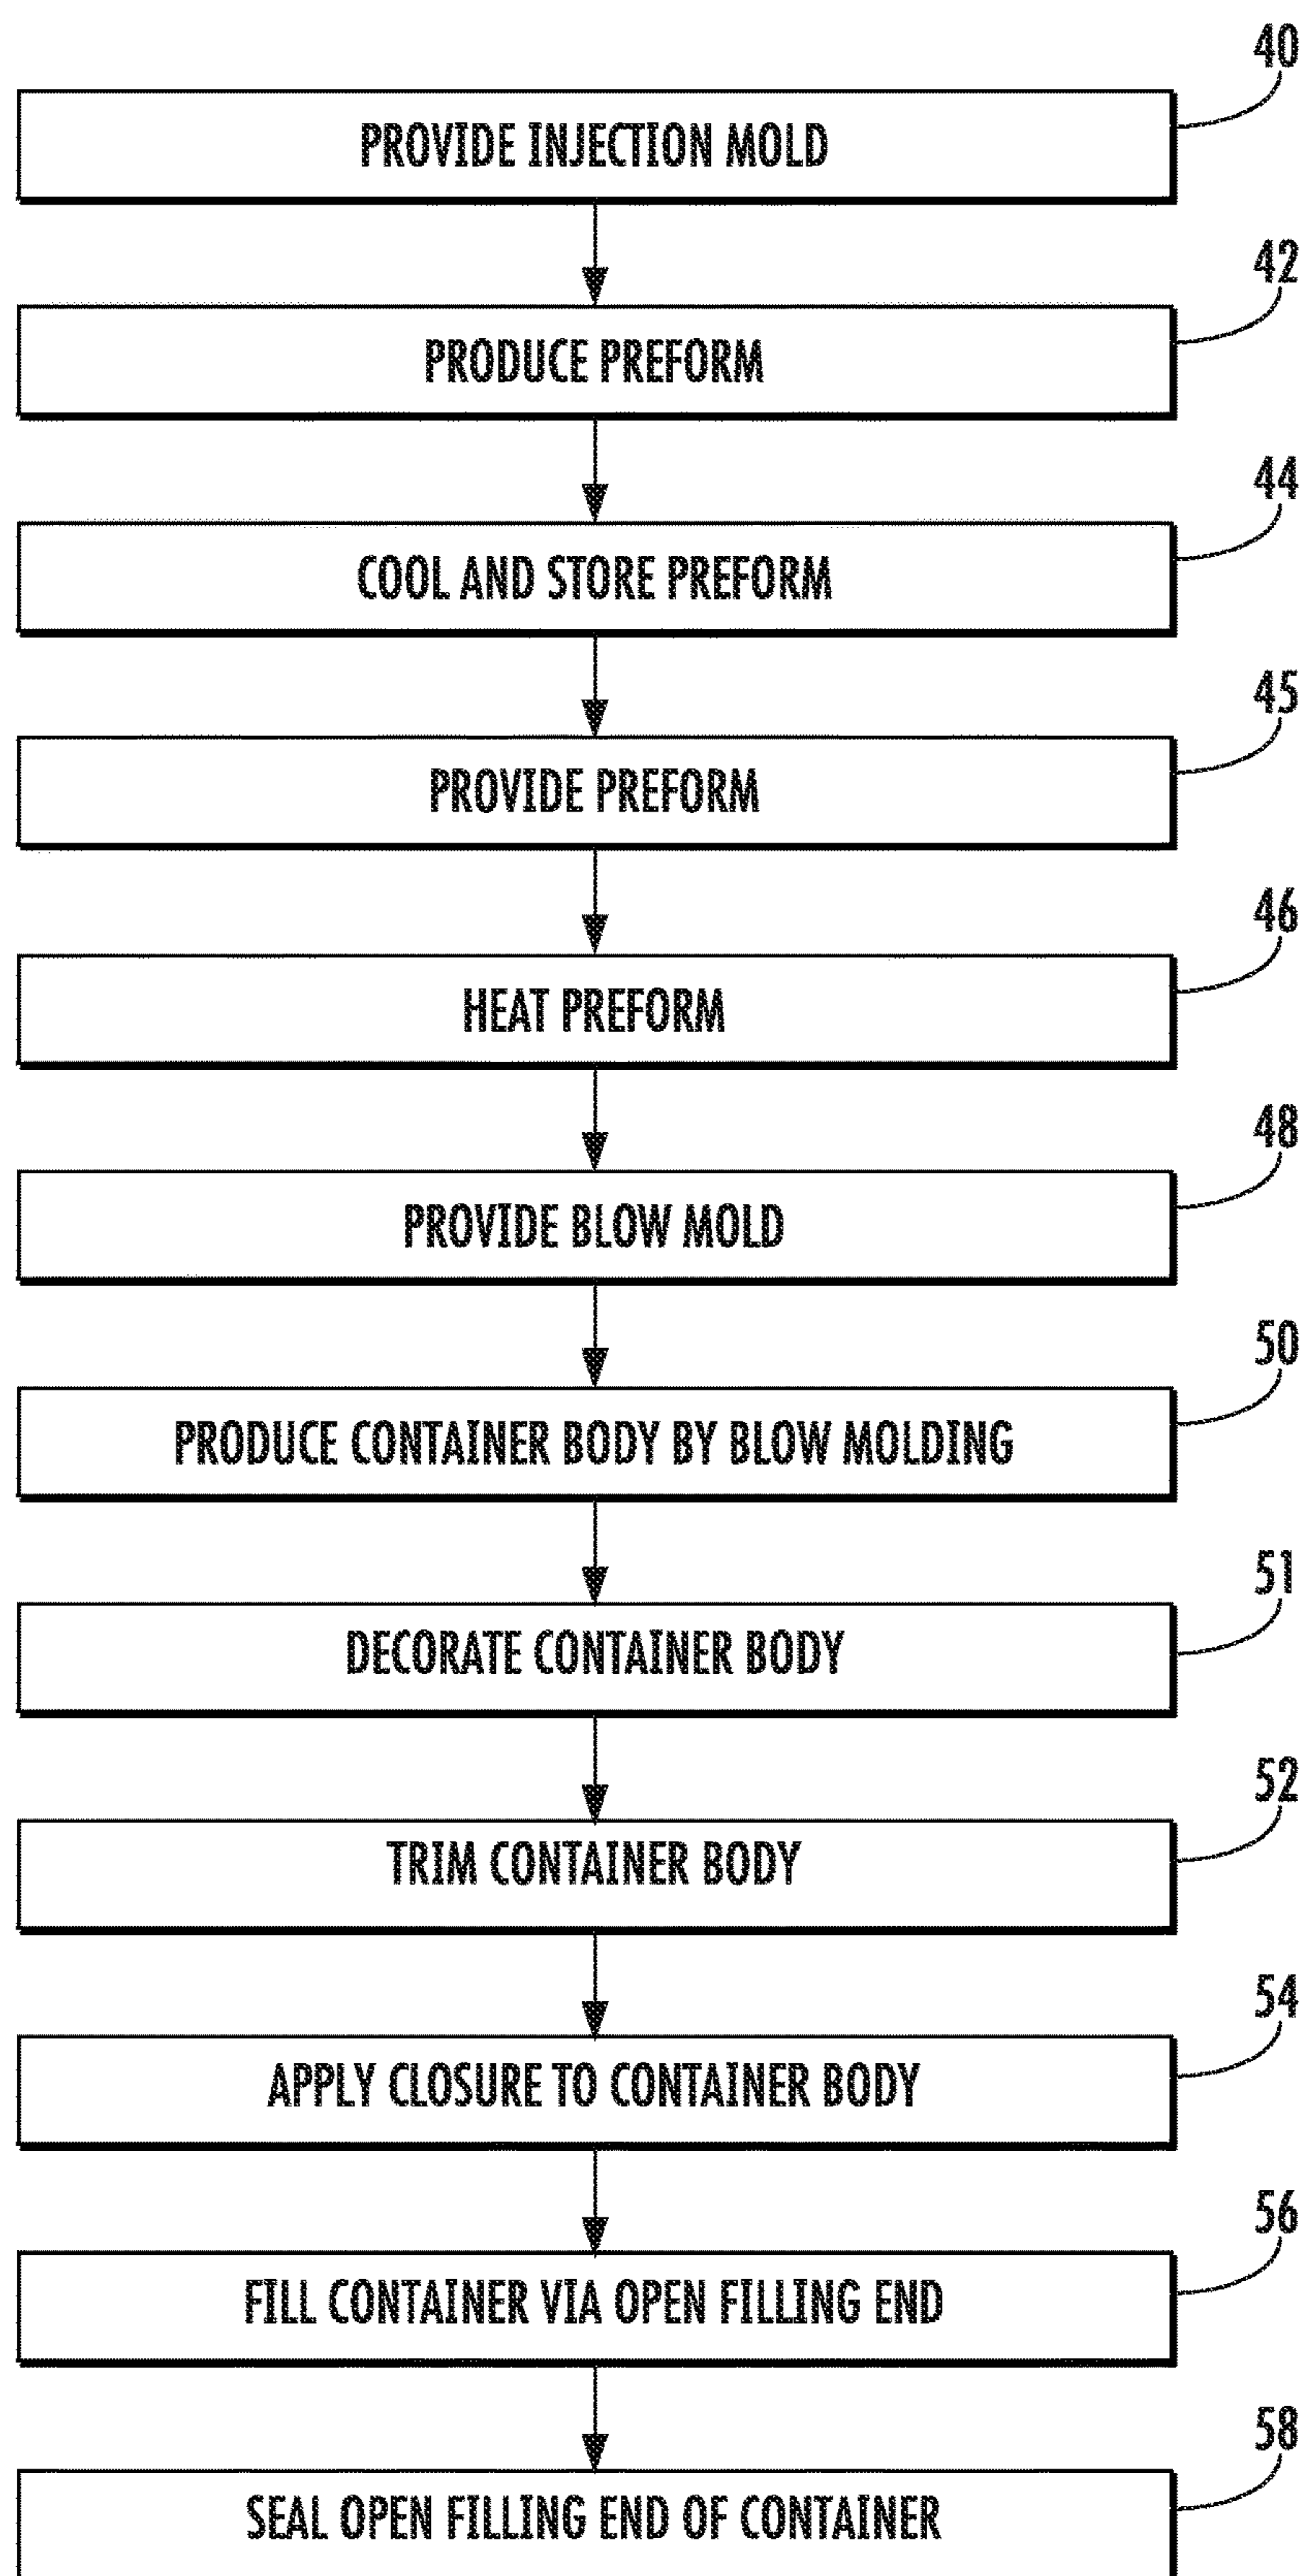 40
PROVIDE INJECTION MOLD
42
PRODUCE PREFORM
44
COOL AND STORE PREFORM
45
PROVIDE PREFORM
46
HEAT PREFORM
48
PROVIDE BLOW MOLD
50
PRODUCE CONTAINER BODY BY BLOW MOLDING
51
DECORATE CONTAINER BODY
52
TRIM CONTAINER BODY
54
APPLY CLOSURE TO CONTAINER BODY
56
FILL CONTAINER VIA OPEN FILLING END
58
SEAL OPEN FILLING END OF CONTAINER